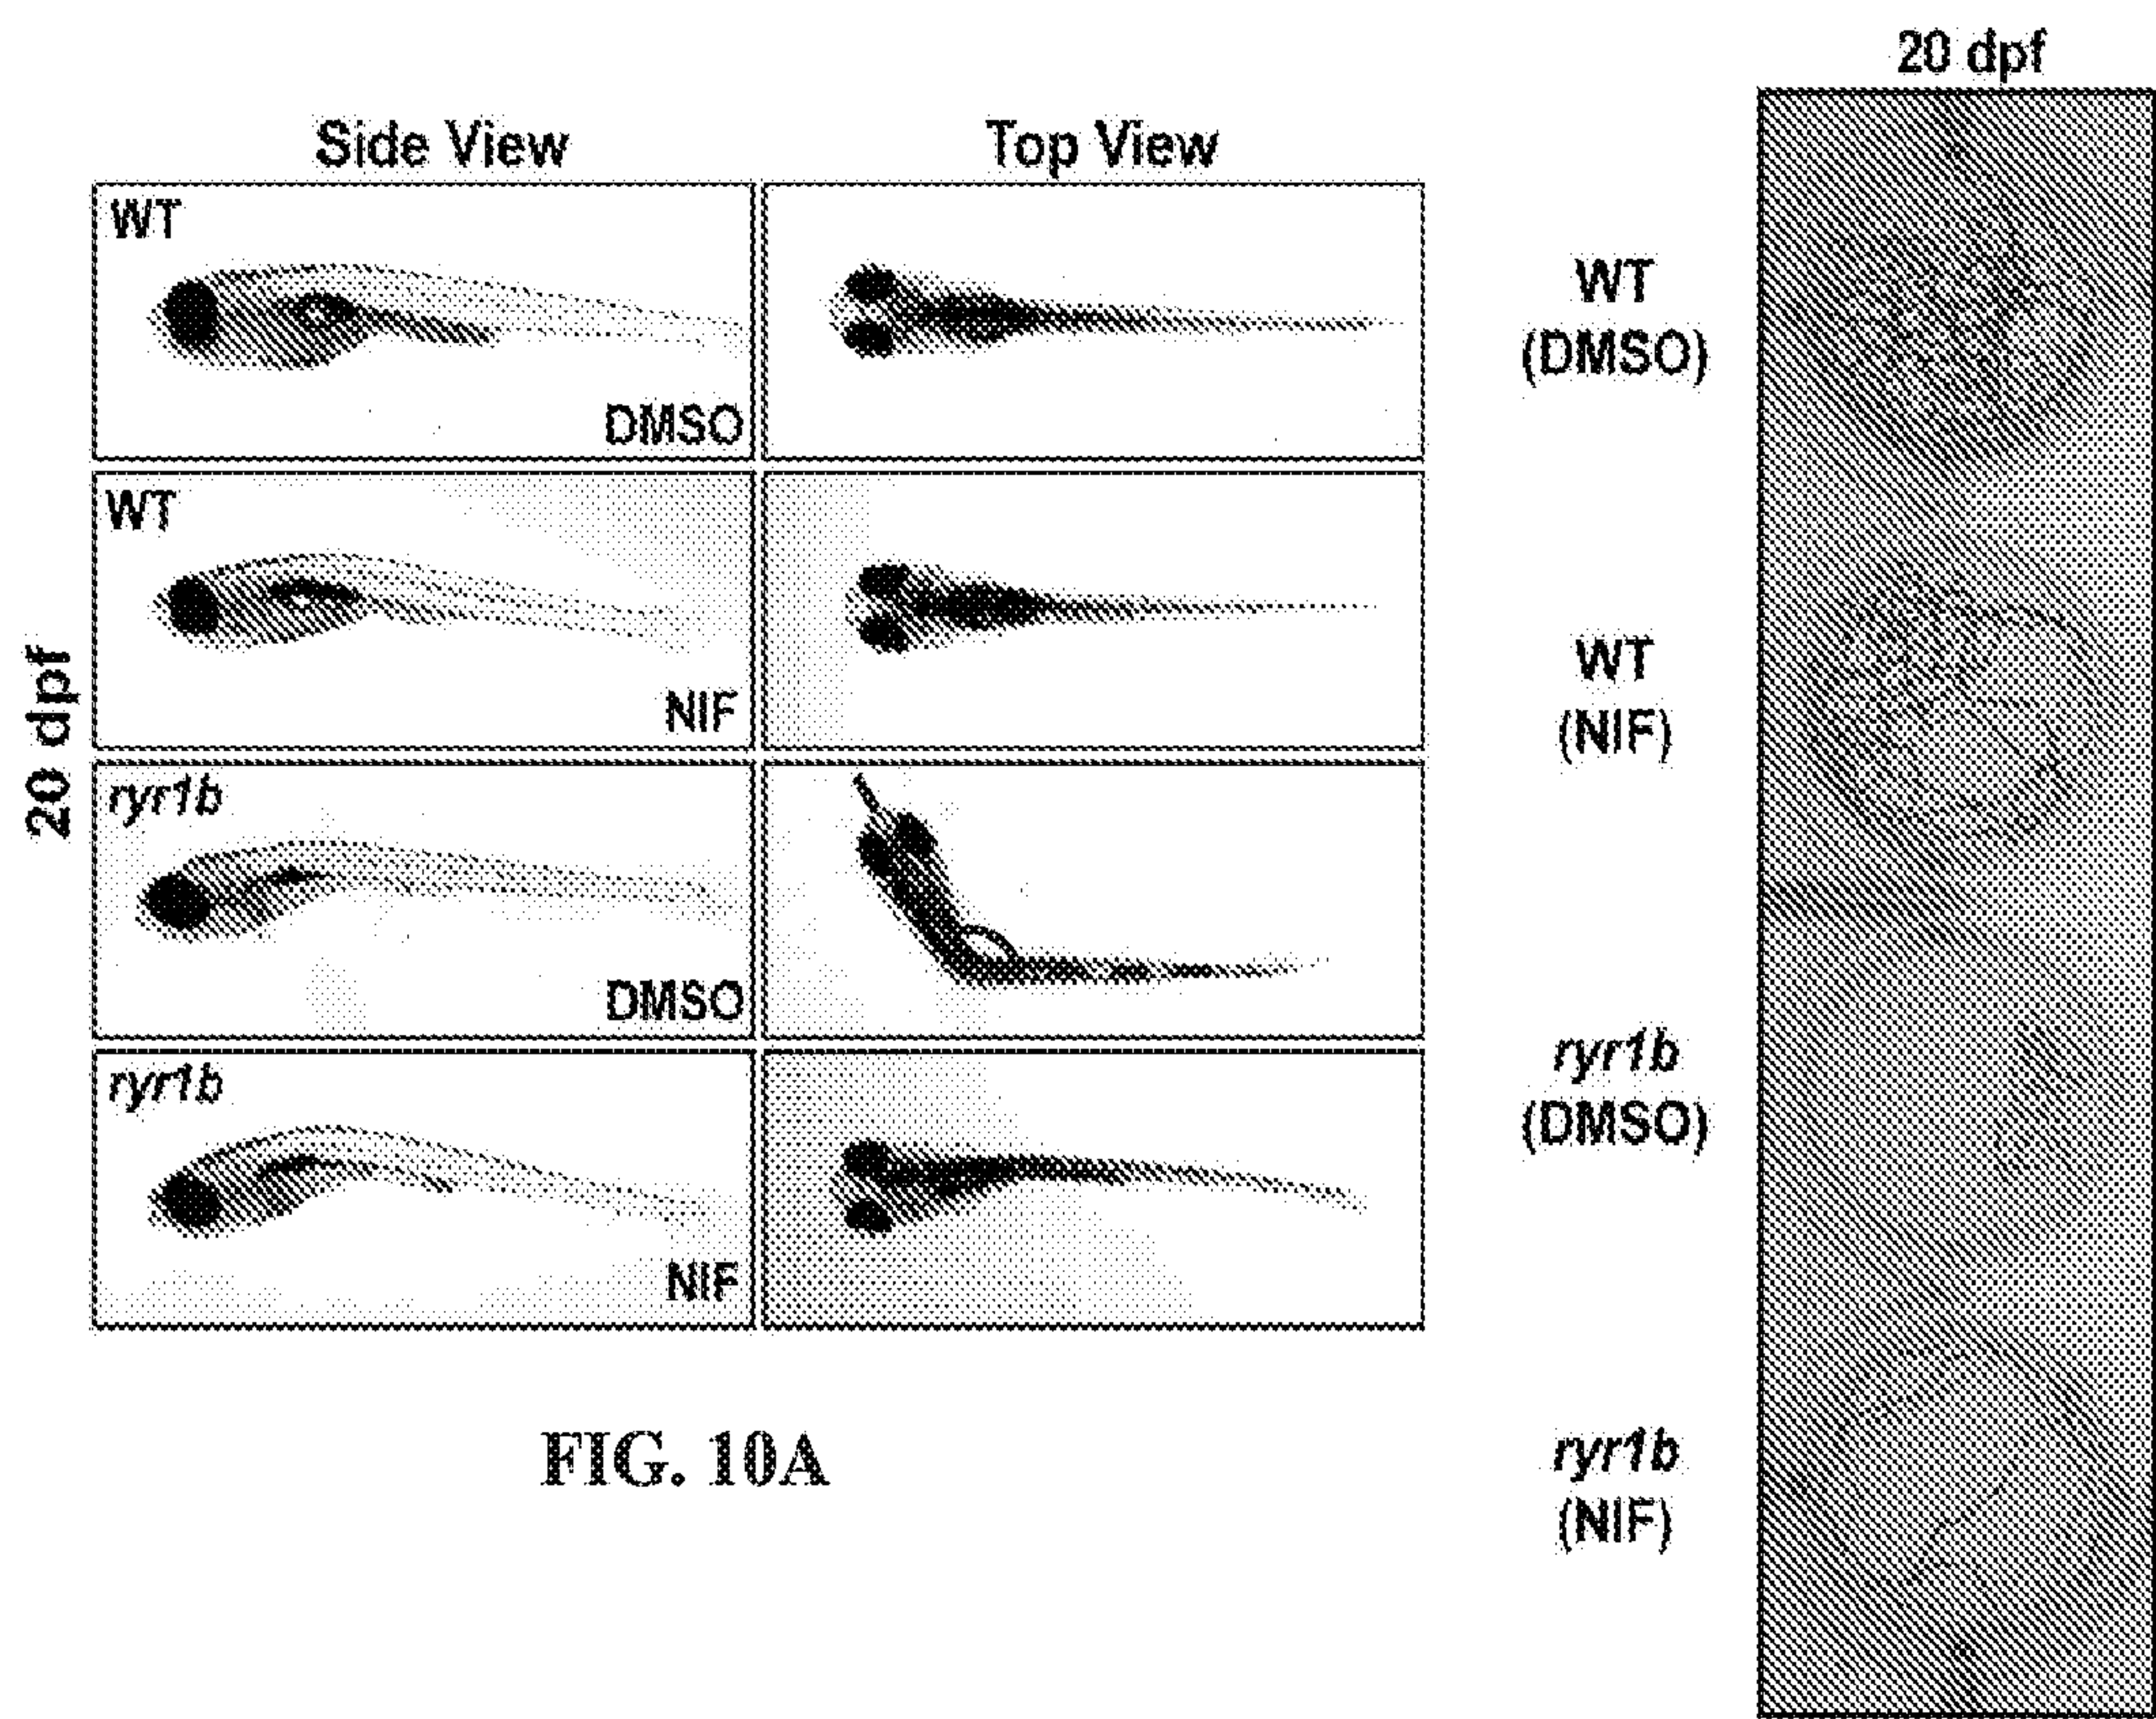 20 dpf
Side View
Top View
WT
DMSO
WT
NIF
ryr1b
DMSO
ryr1b
NIF
20 dpf
WT
(DMSO)
WT
(NIF)
ryr1b
(DMSO)
ryr1b
(NIF)
FIG. 10A